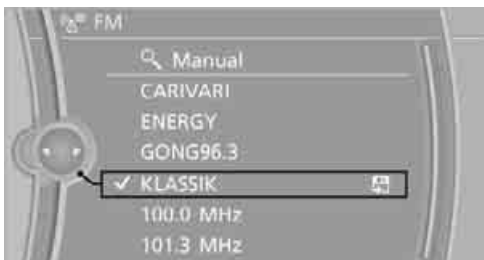 FM
Manual
CARIVARI
ENERGY
GONG96.3
KLASSIK
100.0 MHz
101.3 MHz